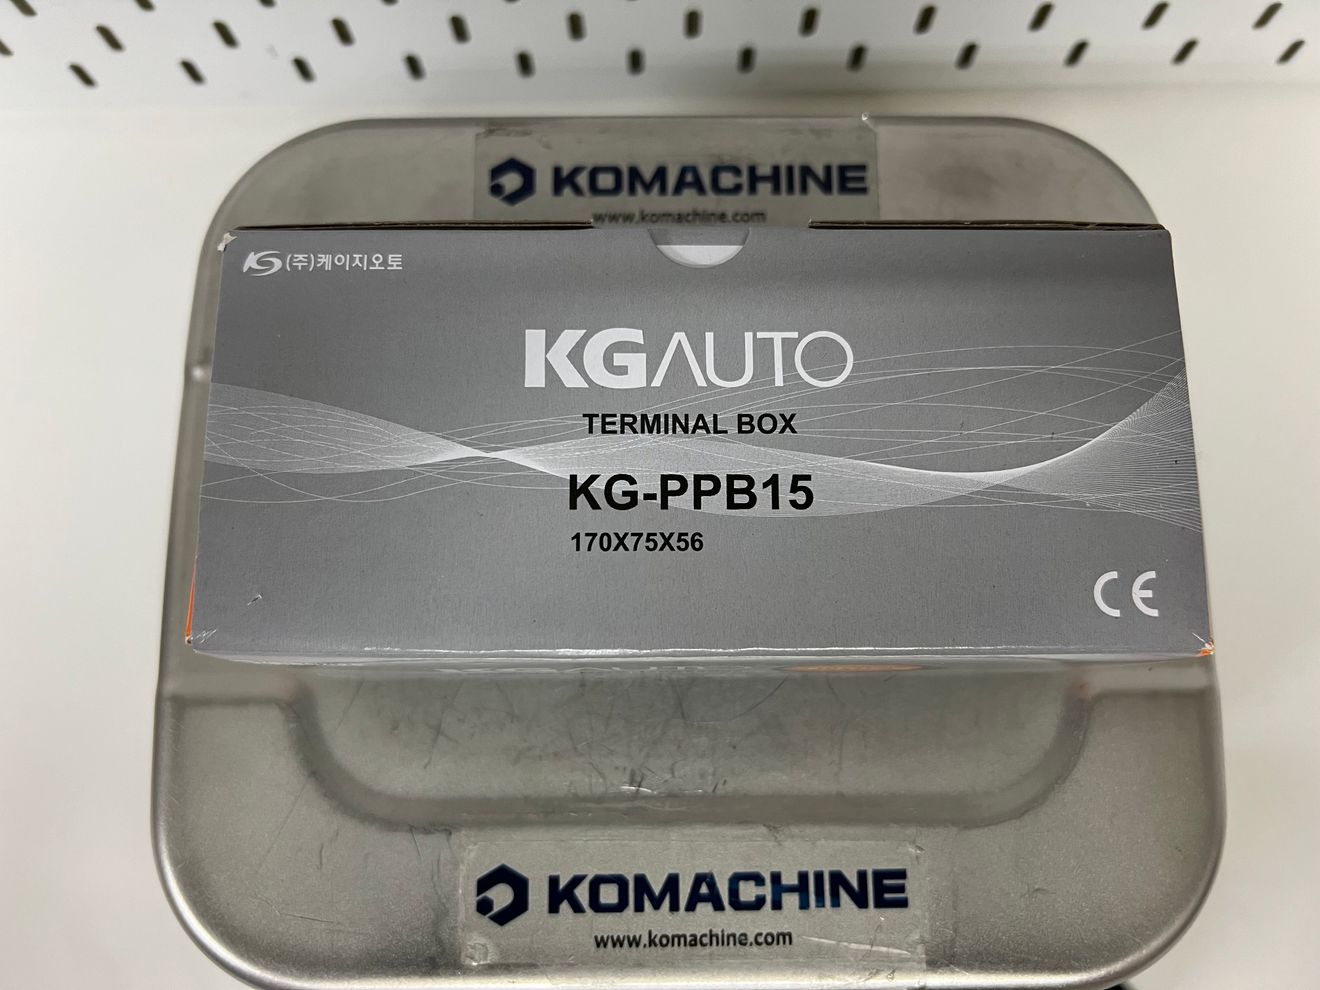 KOMACHINE
www.komachine.com
KS (주)케이지오토
KGAUTO
TERMINAL BOX
KG-PPB15
170X75X56
CE
KOMACHINE
www.komachine.com